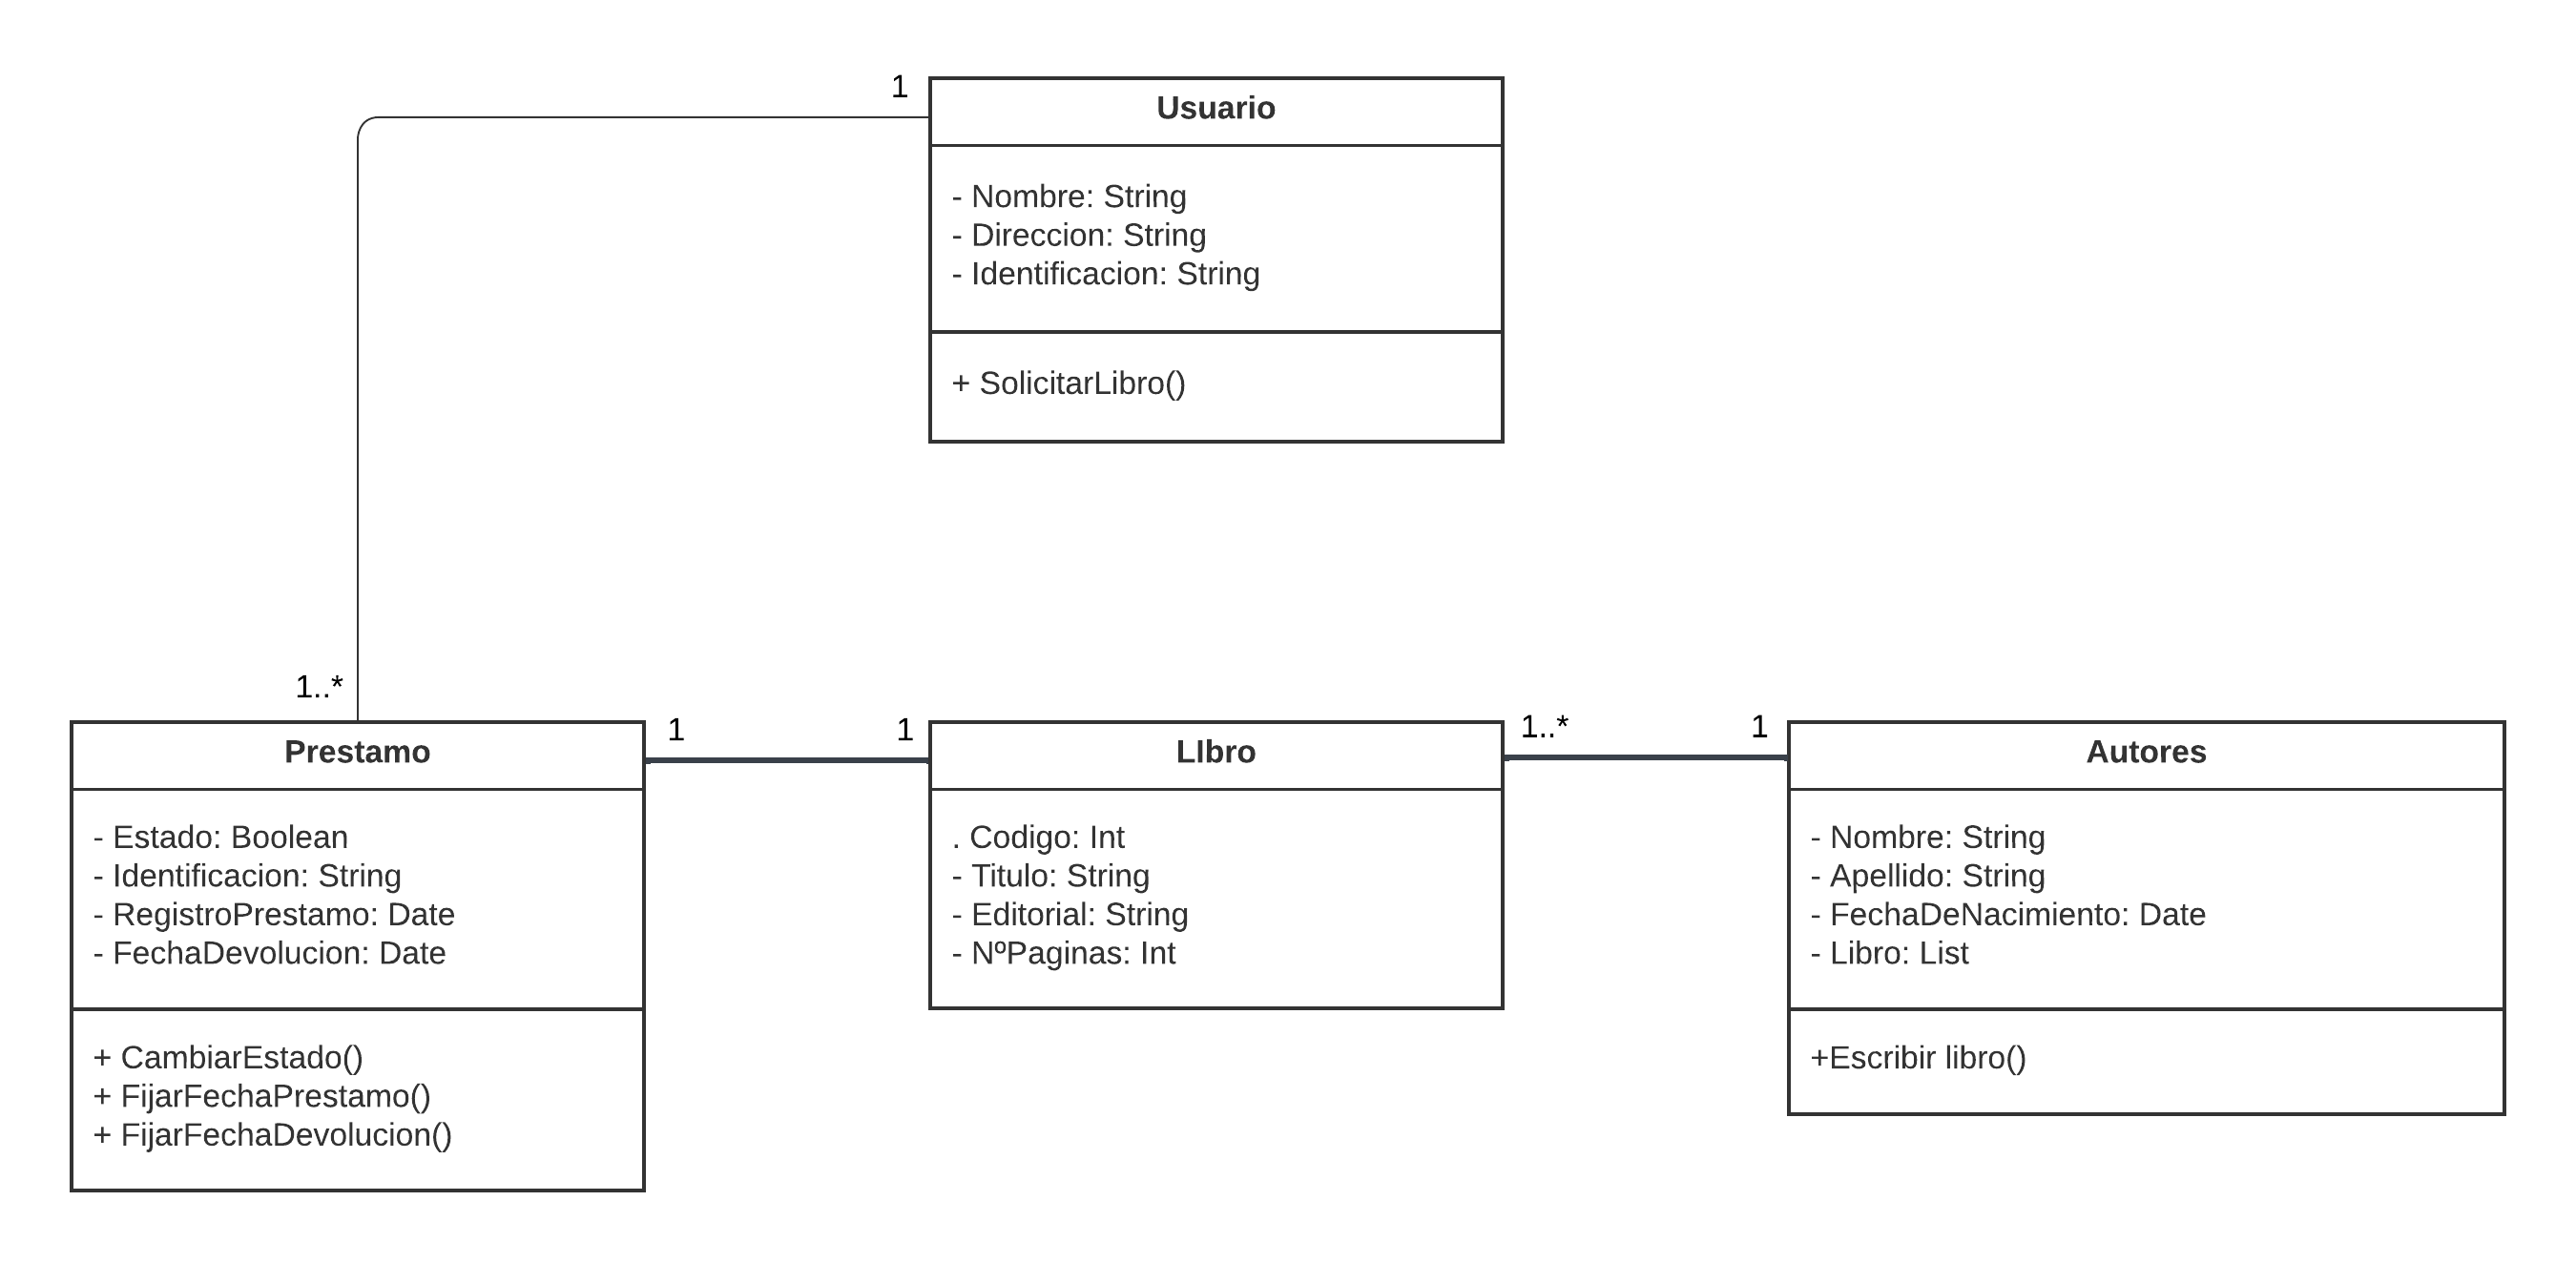 1
Usuario
- Nombre: String
- Direccion: String
- Identificacion: String
+ SolicitarLibro()
1..*
Prestamo
- Estado: Boolean
- Identificacion: String
- RegistroPrestamo: Date
- FechaDevolucion: Date
+ CambiarEstado()
+ FijarFechaPrestamo()
+ FijarFechaDevolucion()
1
1
LIbro
. Codigo: Int
- Titulo: String
- Editorial: String
- NºPaginas: Int
1..*
1
Autores
- Nombre: String
- Apellido: String
- FechaDeNacimiento: Date
- Libro: List
+Escribir libro()